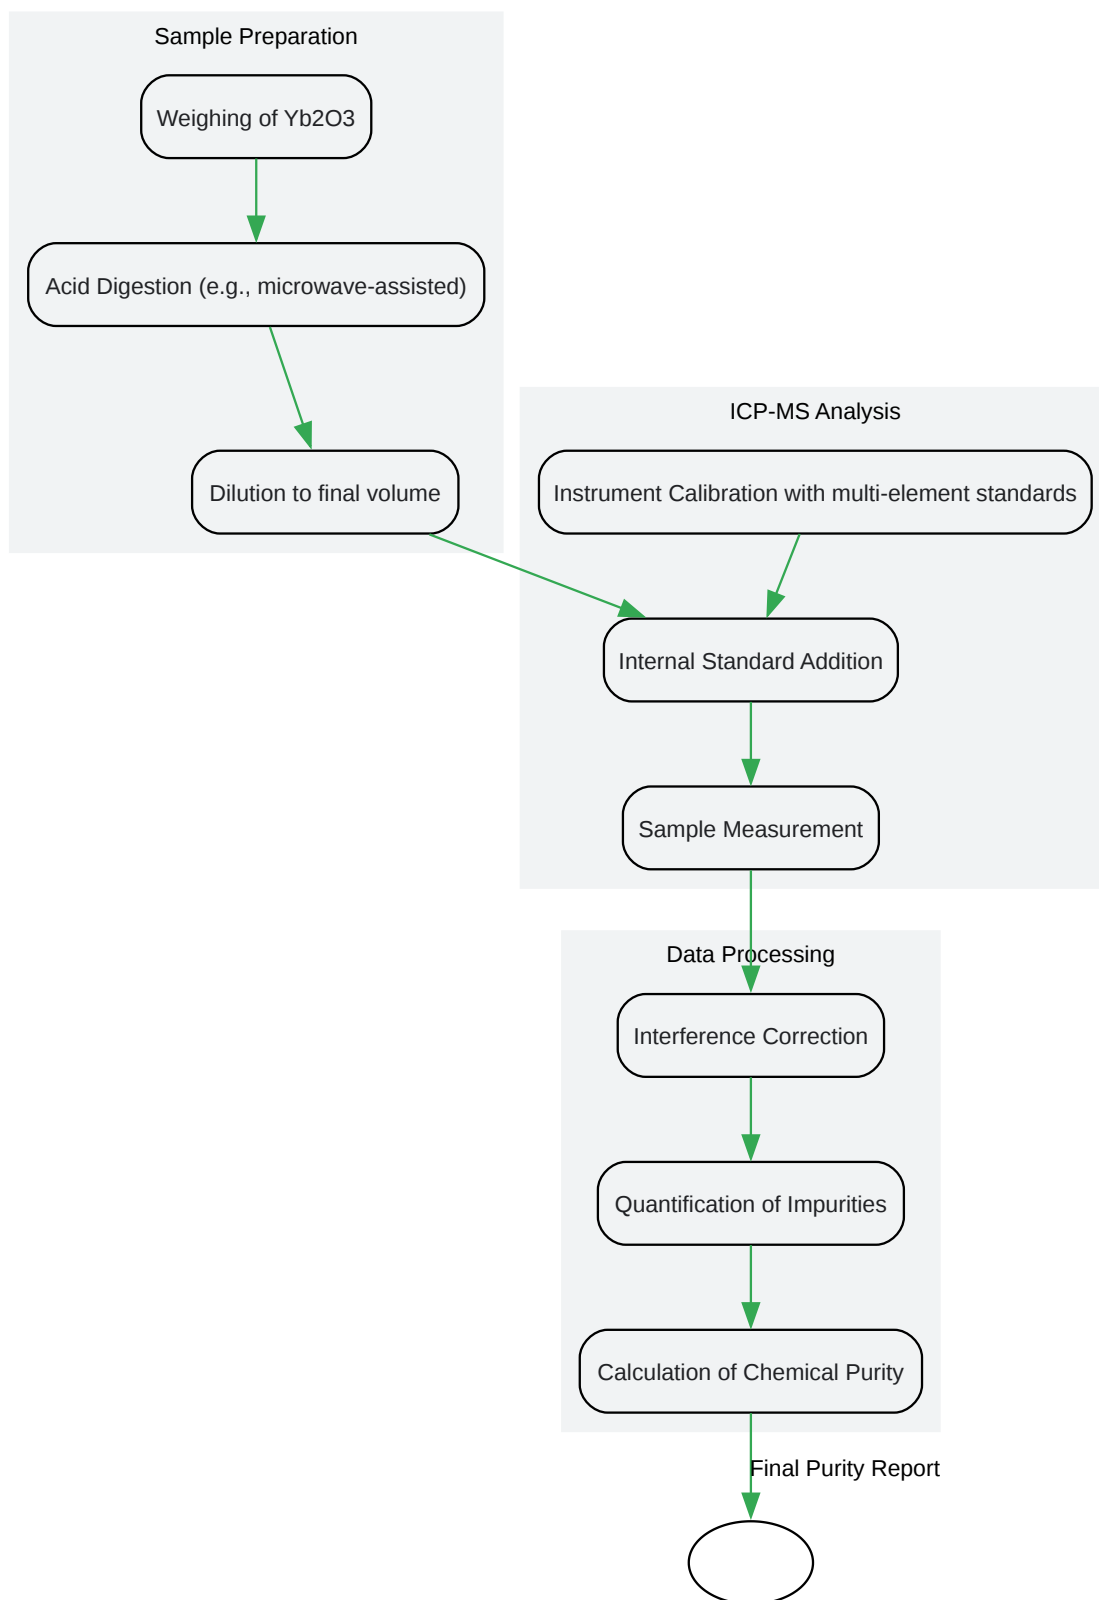 Sample Preparation
Weighing of Yb2O3
Acid Digestion (e.g., microwave-assisted)
Dilution to final volume
ICP-MS Analysis
Instrument Calibration with multi-element standards
Internal Standard Addition
Sample Measurement
Data Processing
Interference Correction
Quantification of Impurities
Calculation of Chemical Purity
Final Purity Report